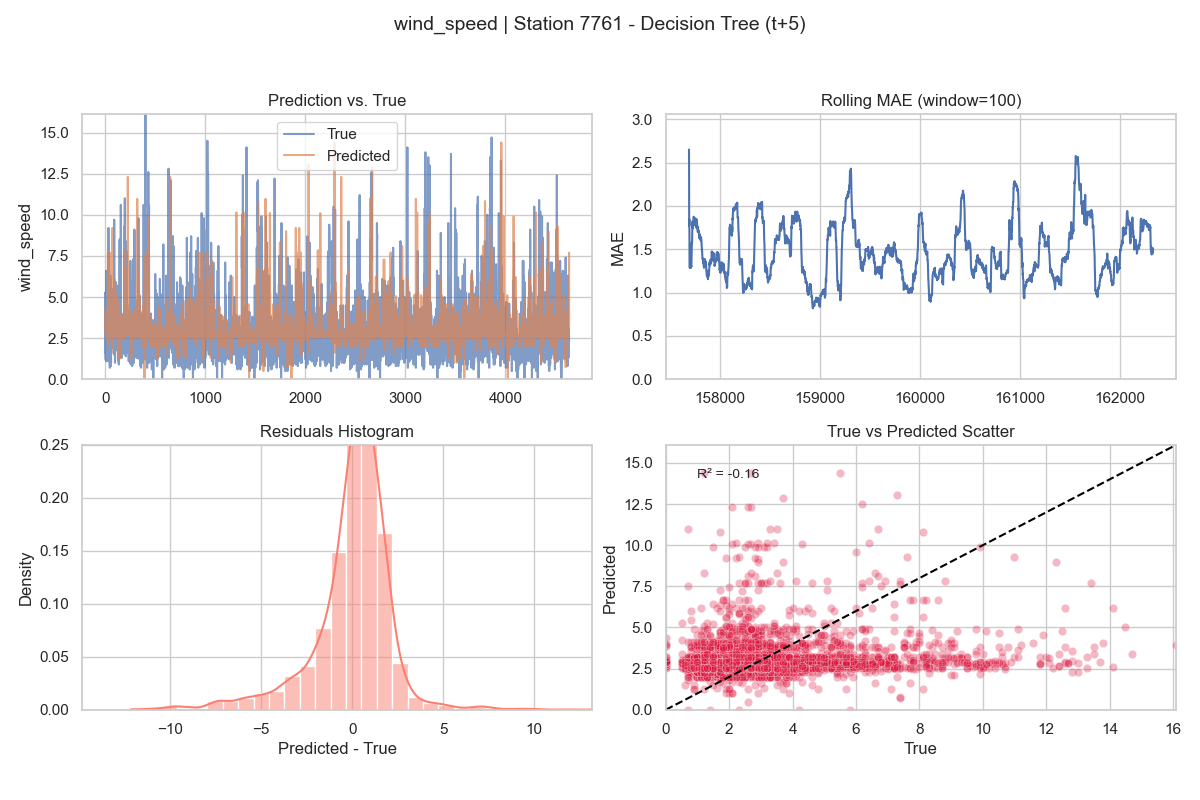 wind_speed | Station 7761 - Decision Tree (t+5)
Prediction vs. True
wind_speed
15.0
12.5
10.0
7.5
5.0
2.5
0.0
0 1000 2000 3000 4000
True
Predicted
Rolling MAE (window=100)
MAE
3.0
2.5
2.0
1.5
1.0
0.5
0.0
158000 159000 160000 161000 162000
Residuals Histogram
Density
0.25
0.20
0.15
0.10
0.05
0.00
−10 −5 0 5 10
Predicted - True
True vs Predicted Scatter
Predicted
15.0
12.5
10.0
7.5
5.0
2.5
0.0
R² = -0.16
0 2 4 6 8 10 12 14 16
True